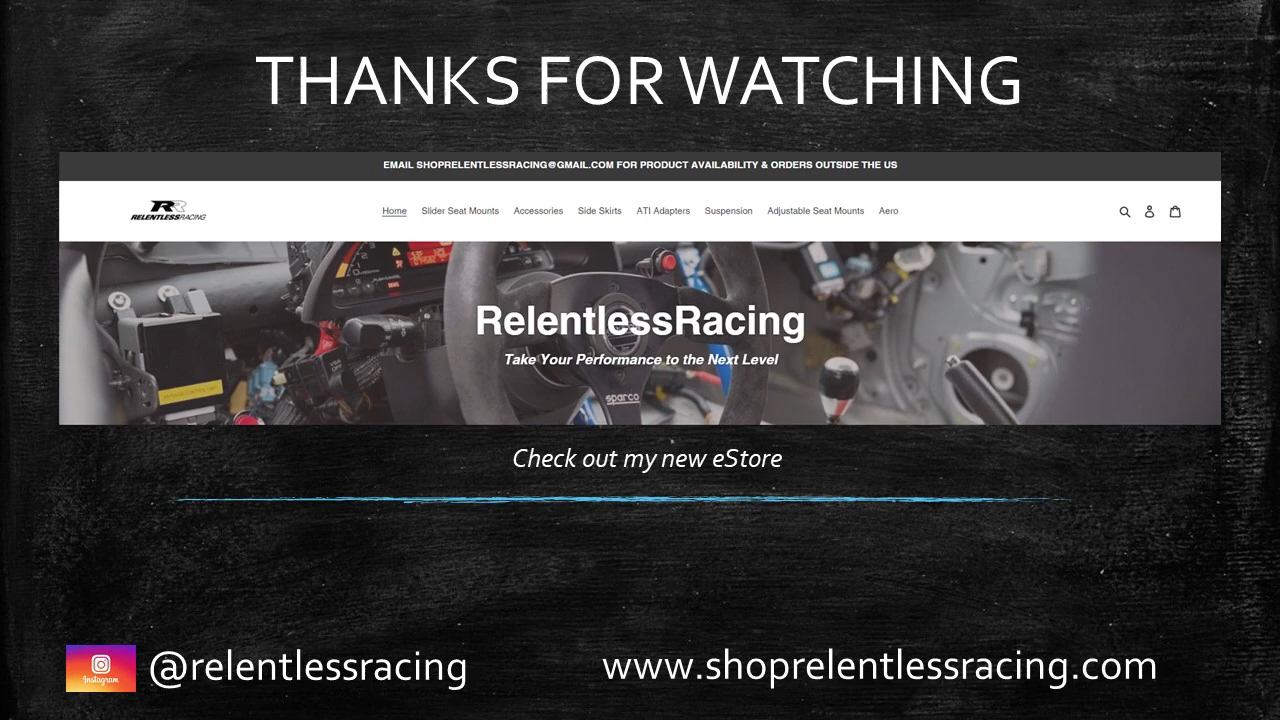 THANKS FOR WATCHING
EMAIL SHOPRELENTLESSRACING@GMAIL.COM FOR PRODUCT AVAILABILITY & ORDERS OUTSIDE THE US
RR
RELENTLESSRACING
Home Slider Seat Mounts Accessories Side Skirts ATI Adapters Suspension Adjustable Seat Mounts Aero
RelentlessRacing
Take Your Performance to the Next Level
sparco
Check out my new eStore
Instagram
@relentlessracing
www.shoprelentlessracing.com